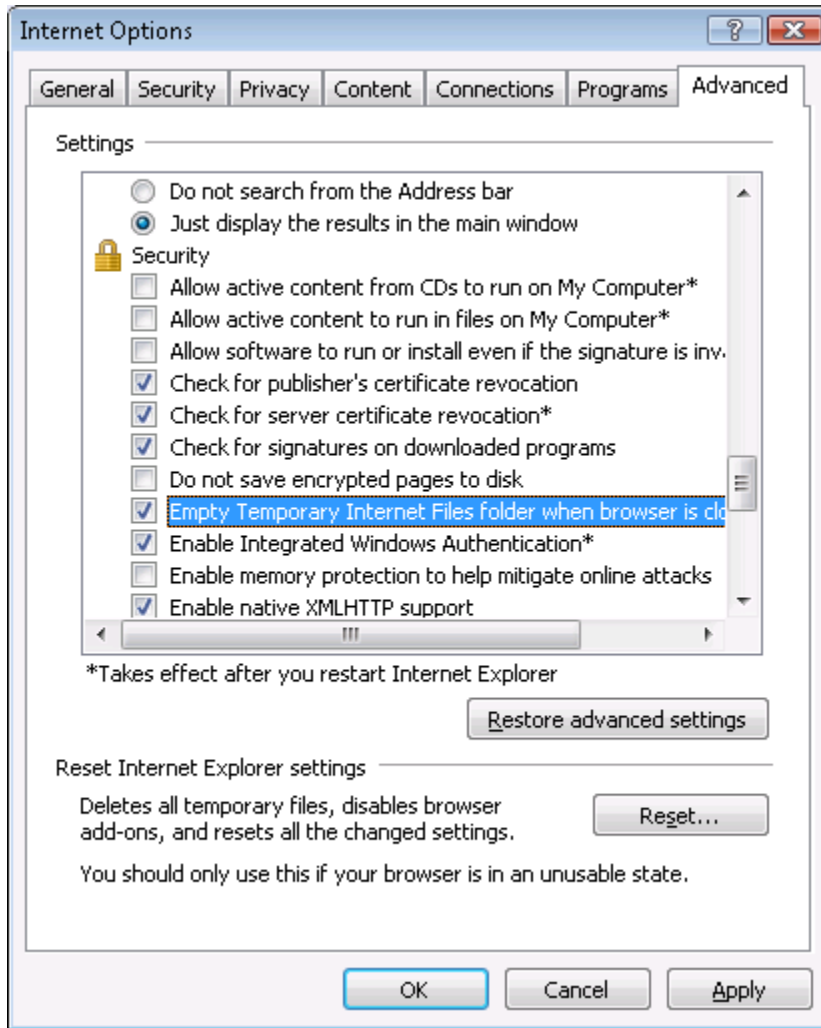 Internet Options
General Security Privacy Content Connections Programs Advanced
Settings
Do not search from the Address bar
Just display the results in the main window
Security
Allow active content from CDs to run on My Computer*
Allow active content to run in files on My Computer*
Allow software to run or install even if the signature is
Check for publisher's certificate revocation
Check for server certificate revocation*
Check for signatures on downloaded programs
Do not save encrypted pages to disk
Empty Temporary Internet Files folder when browser is
Enable Integrated Windows Authentication*
Enable memory protection to help mitigate online attacks
Enable native XMLHTTP support
*Takes effect after you restart Internet Explorer
Restore advanced settings
Reset Internet Explorer settings
Deletes all temporary files, disables browser
add-ons, and resets all the changed settings.
Reset...
You should only use this if your browser is in an unusable state.
OK Cancel Apply